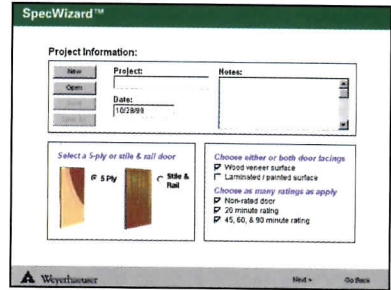 SpecWizard™
Project Information:
New
Open
Project:
Date:
10/28/99
Notes:
Select a 5-ply or stile & rail door
5 Ply
Stile & Rail
Choose either or both door facings
Wood veneer surface
Laminated / painted surface
Choose as many ratings as apply
Non-rated door
20 minute rating
45, 60, & 90 minute rating
Weyerhaeuser
Next >
Go Back